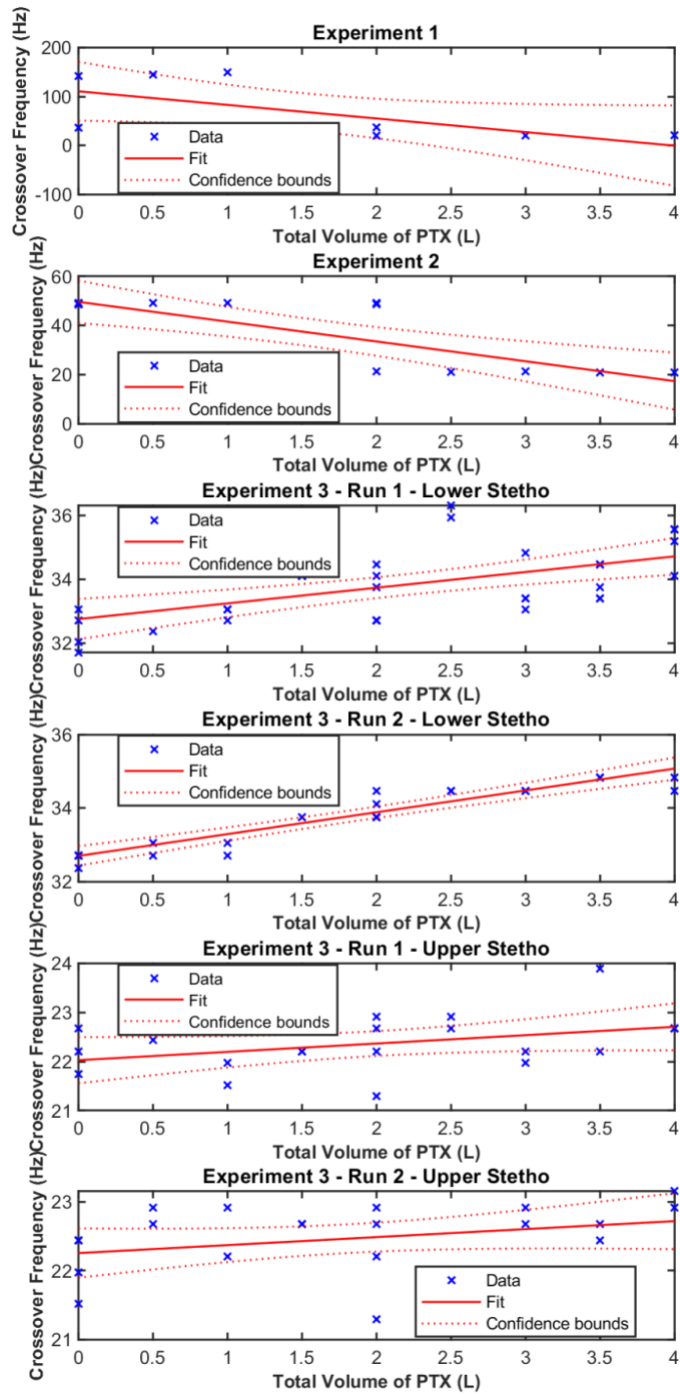 Experiment 1
Crossover Frequency (Hz)
200
100
0
-100
Data
Fit
Confidence bounds
0 0.5 1 1.5 2 2.5 3 3.5 4
Total Volume of PTX (L)
Experiment 2
Crossover Frequency (Hz)
60
40
20
0
Data
Fit
Confidence bounds
0 0.5 1 1.5 2 2.5 3 3.5 4
Total Volume of PTX (L)
Experiment 3 - Run 1 - Lower Stetho
Crossover Frequency (Hz)
36
34
32
Data
Fit
Confidence bounds
0 0.5 1 1.5 2 2.5 3 3.5 4
Total Volume of PTX (L)
Experiment 3 - Run 2 - Lower Stetho
Crossover Frequency (Hz)
36
34
32
Data
Fit
Confidence bounds
0 0.5 1 1.5 2 2.5 3 3.5 4
Total Volume of PTX (L)
Experiment 3 - Run 1 - Upper Stetho
Crossover Frequency (Hz)
24
23
22
21
Data
Fit
Confidence bounds
0 0.5 1 1.5 2 2.5 3 3.5 4
Total Volume of PTX (L)
Experiment 3 - Run 2 - Upper Stetho
Crossover Frequency (Hz)
23
22
21
Data
Fit
Confidence bounds
0 0.5 1 1.5 2 2.5 3 3.5 4
Total Volume of PTX (L)